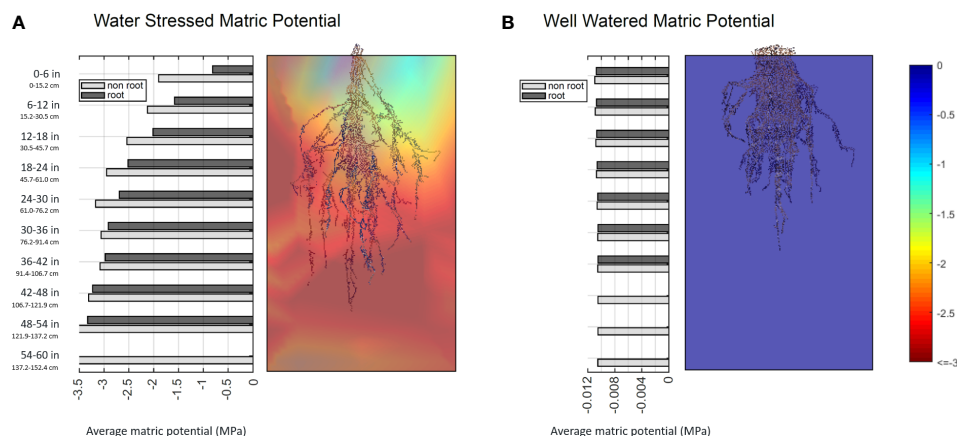 A
Water Stressed Matric Potential
non root
root
0-6 in
0-15.2 cm
6-12 in
15.2-30.5 cm
12-18 in
30.5-45.7 cm
18-24 in
45.7-61.0 cm
24-30 in
61.0-76.2 cm
30-36 in
76.2-91.4 cm
36-42 in
91.4-106.7 cm
42-48 in
106.7-121.9 cm
48-54 in
121.9-137.2 cm
54-60 in
137.2-152.4 cm
-3.5 -3 -2.5 -2 -1.5 -1 -0.5 0
Average matric potential (MPa)
B
Well Watered Matric Potential
non root
root
-0.012 -0.008 -0.004 0
Average matric potential (MPa)
0
-0.5
-1
-1.5
-2
-2.5
<=-3